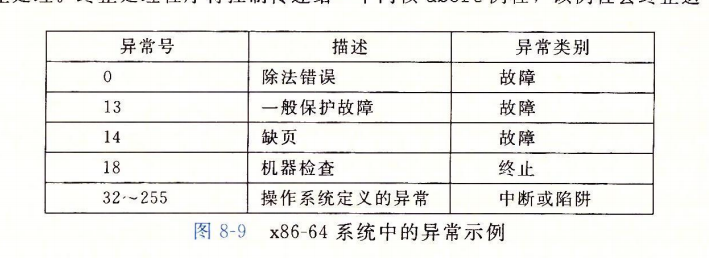 异常号 描述 异常类别
0 除法错误 故障
13 一般保护故障 故障
14 缺页 故障
18 机器检查 终止
32~255 操作系统定义的异常 中断或陷阱
图 8-9 x86-64 系统中的异常示例